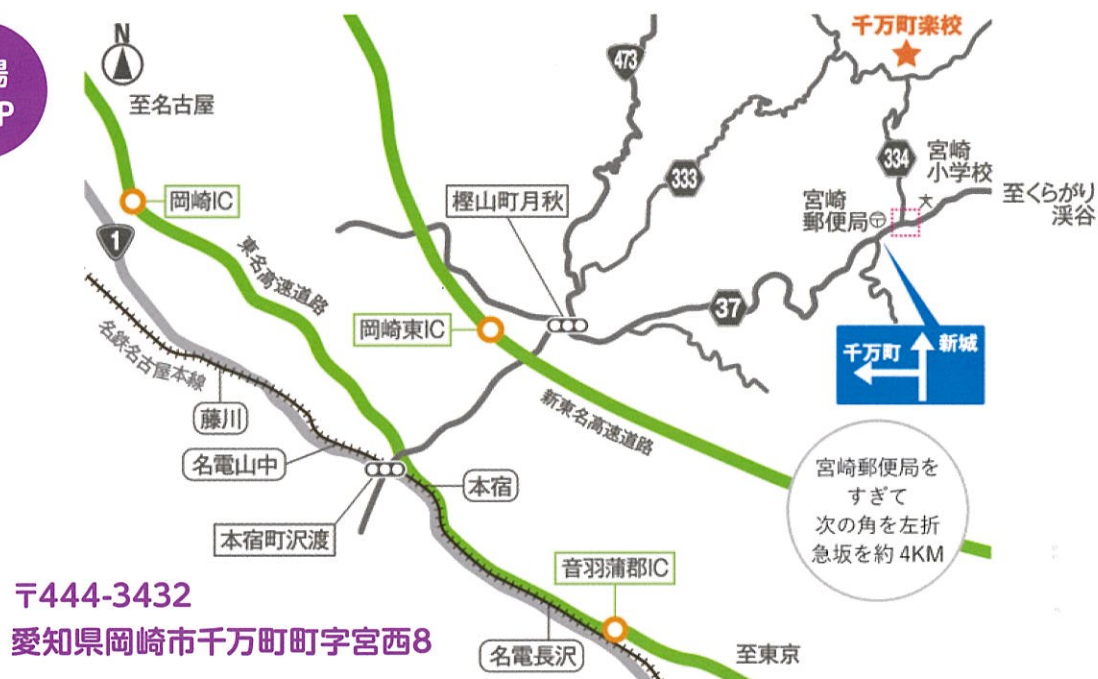 場
P
N
至名古屋
岡崎IC
1
東名高速道路
名鉄名古屋本線
藤川
名電山中
本宿町沢渡
本宿
岡崎東IC
樫山町月秋
新東名高速道路
473
333
千万町楽校
334
宮崎
小学校
宮崎
郵便局
至くらがり
渓谷
37
千万町
新城
宮崎郵便局を
すぎて
次の角を左折
急坂を約4KM
音羽蒲郡IC
名電長沢
至東京
〒444-3432
愛知県岡崎市千万町町字宮西8